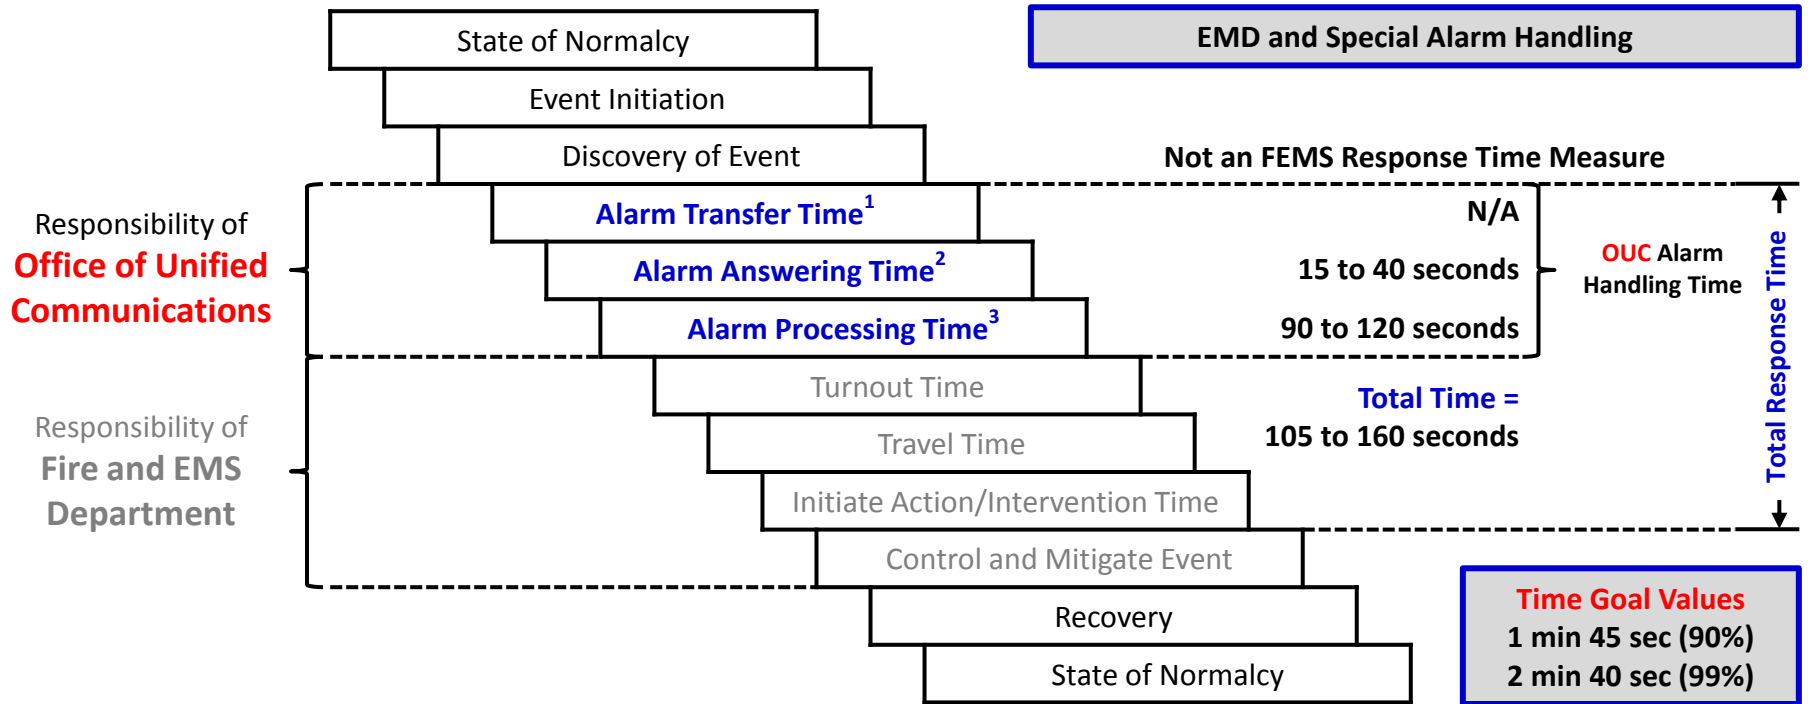 State of Normalcy
EMD and Special Alarm Handling
Event Initiation
Discovery of Event
Not an FEMS Response Time Measure
Responsibility of
Office of Unified
Communications
Alarm Transfer Time1
N/A
Alarm Answering Time2
15 to 40 seconds
Alarm Processing Time3
90 to 120 seconds
OUC Alarm
Handling Time
Total Response Time
Responsibility of
Fire and EMS
Department
Turnout Time
Total Time =
105 to 160 seconds
Travel Time
Initiate Action/Intervention Time
Control and Mitigate Event
Recovery
State of Normalcy
Time Goal Values
1 min 45 sec (90%)
2 min 40 sec (99%)